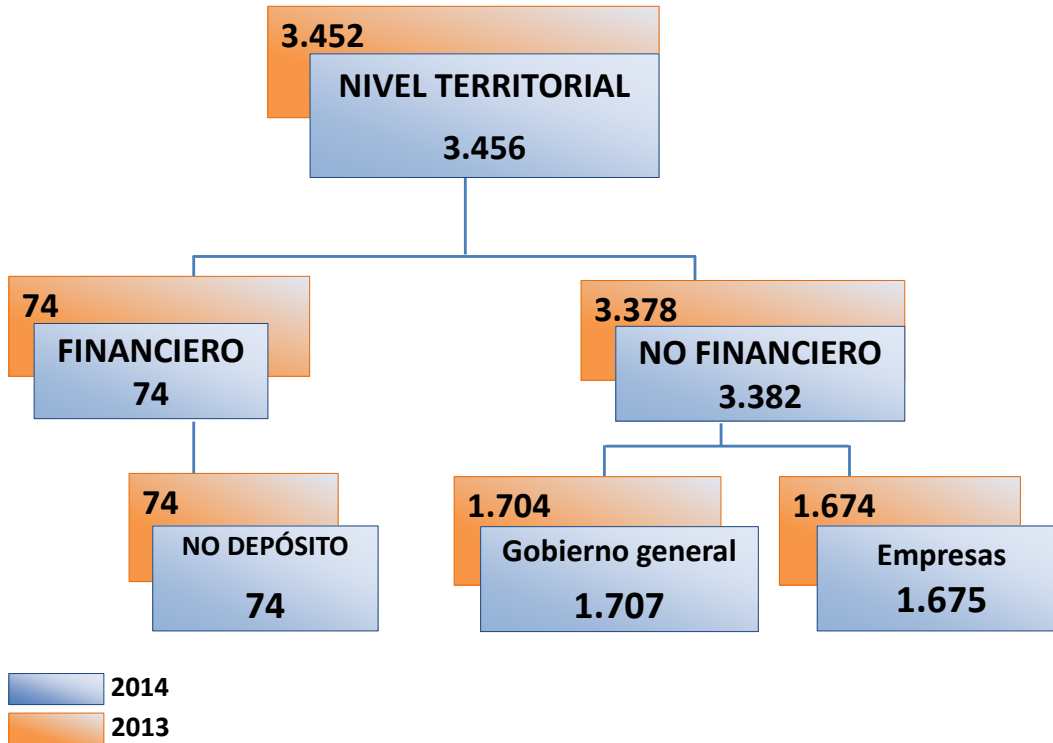 3.452
NIVEL TERRITORIAL
3.456
74
FINANCIERO
74
3.378
NO FINANCIERO
3.382
74
NO DEPÓSITO
74
1.704
Gobierno general
1.707
1.674
Empresas
1.675
2014
2013